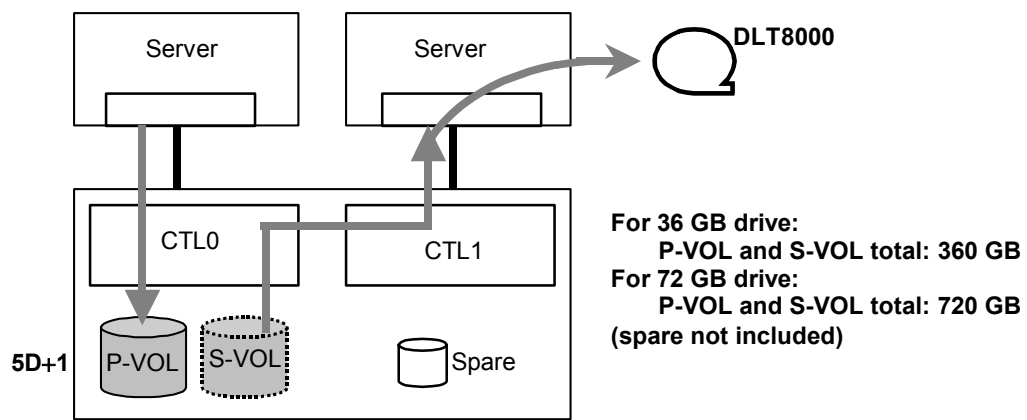 Server
Server
DLT8000
CTL0
CTL1
For 36 GB drive:
P-VOL and S-VOL total: 360 GB
For 72 GB drive:
P-VOL and S-VOL total: 720 GB
(spare not included)
5D+1
P-VOL
S-VOL
Spare